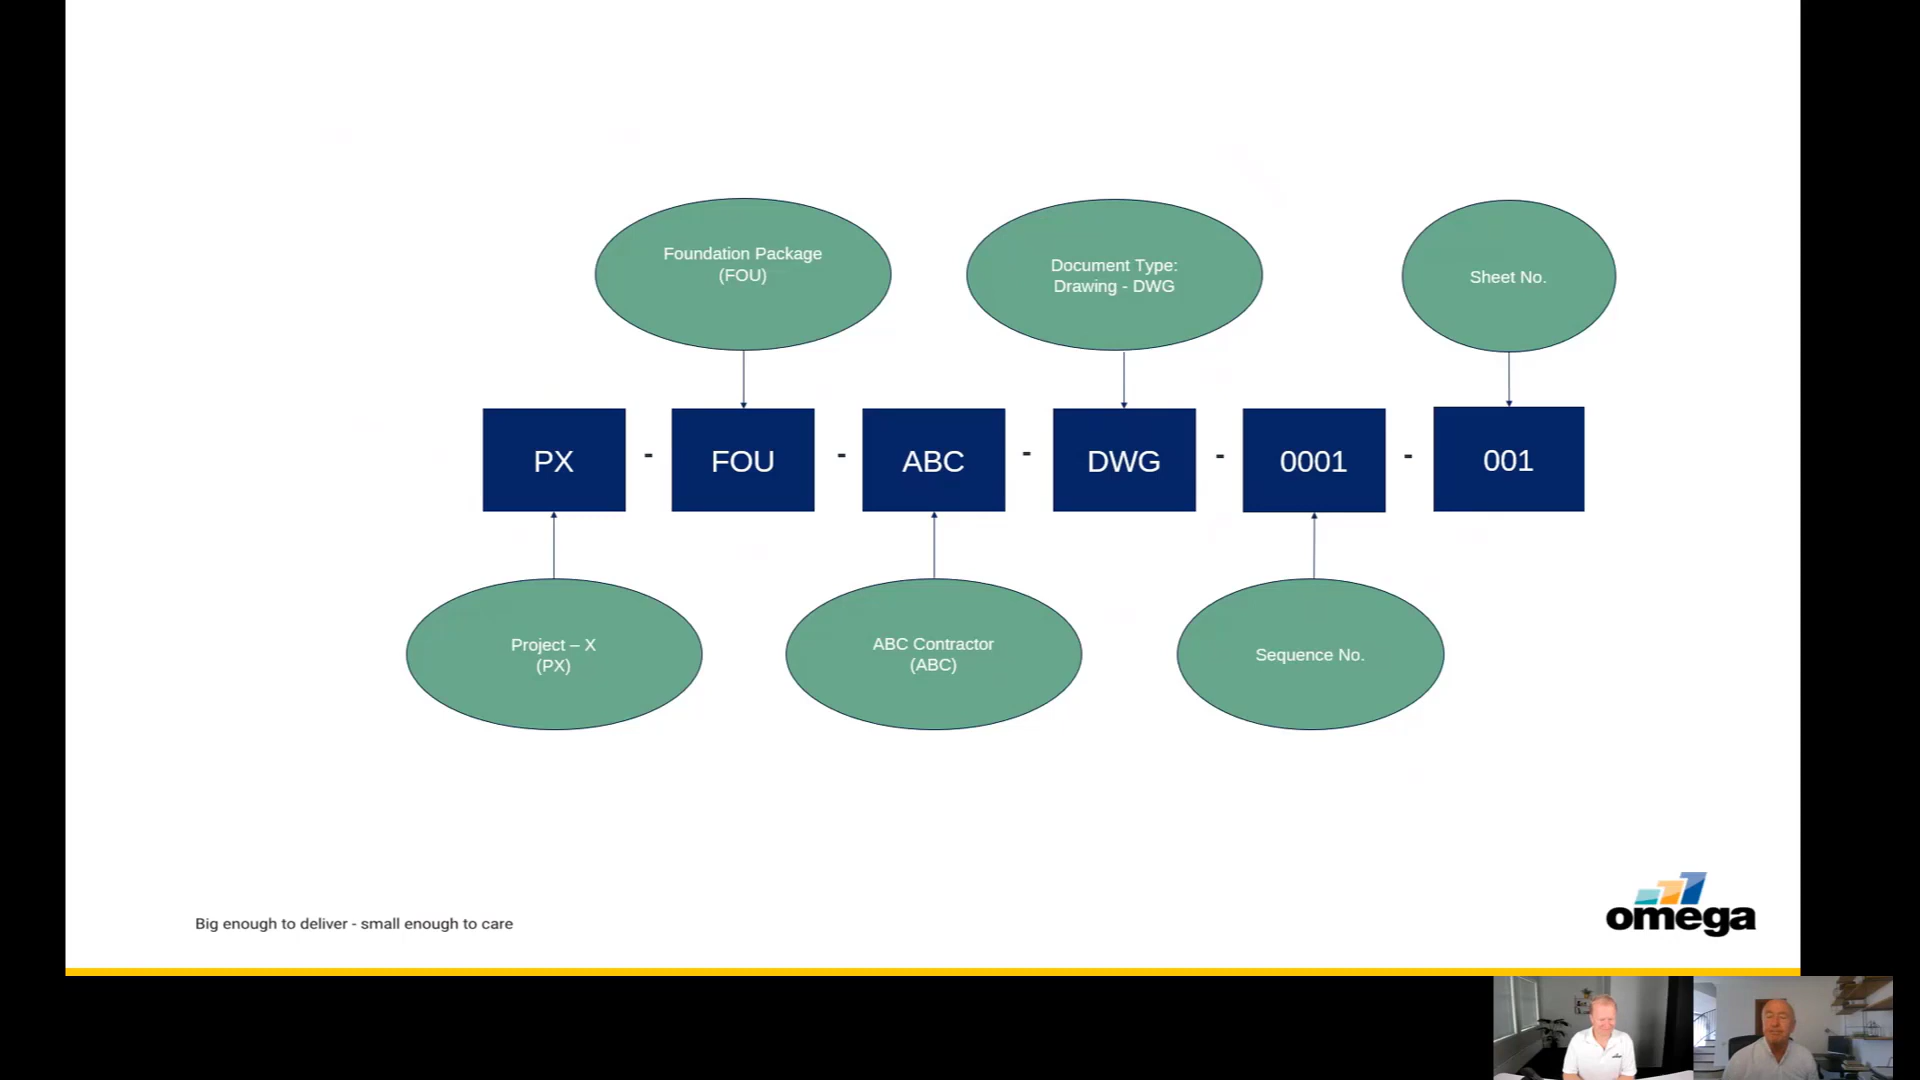 Foundation Package
(FOU)
Document Type:
Drawing - DWG
Sheet No.
PX - FOU - ABC - DWG - 0001 - 001
Project – X
(PX)
ABC Contractor
(ABC)
Sequence No.
Big enough to deliver - small enough to care
omega